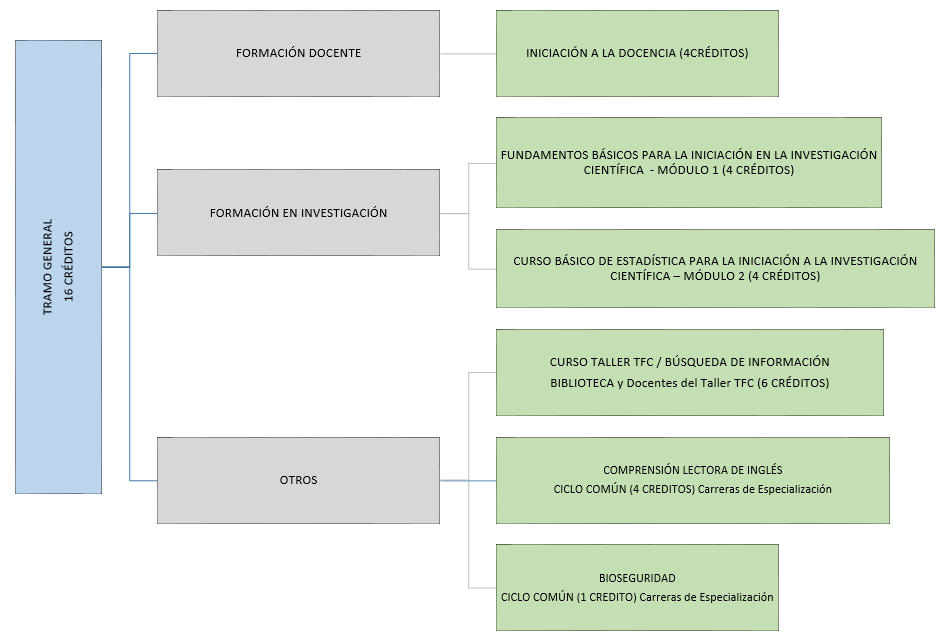 TRAMO GENERAL
16 CRÉDITOS
FORMACIÓN DOCENTE
INICIACIÓN A LA DOCENCIA (4CRÉDITOS)
FORMACIÓN EN INVESTIGACIÓN
FUNDAMENTOS BÁSICOS PARA LA INICIACIÓN EN LA INVESTIGACIÓN
CIENTÍFICA - MÓDULO 1 (4 CRÉDITOS)
CURSO BÁSICO DE ESTADÍSTICA PARA LA INICIACIÓN A LA INVESTIGACIÓN
CIENTÍFICA – MÓDULO 2 (4 CRÉDITOS)
OTROS
CURSO TALLER TFC / BÚSQUEDA DE INFORMACIÓN
BIBLIOTECA y Docentes del Taller TFC (6 CRÉDITOS)
COMPRENSIÓN LECTORA DE INGLÉS
CICLO COMÚN (4 CREDITOS) Carreras de Especialización
BIOSEGURIDAD
CICLO COMÚN (1 CREDITO) Carreras de Especialización